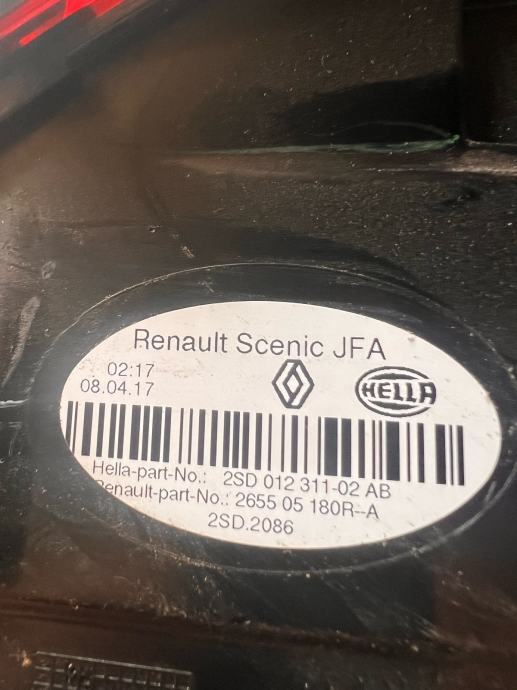 Renault Scenic JFA
02:17
08.04.17
HELLA
Hella-part-No.: 2SD 012 311-02 AB
Renault-part-No.: 2655 05 180R--A
2SD.2086